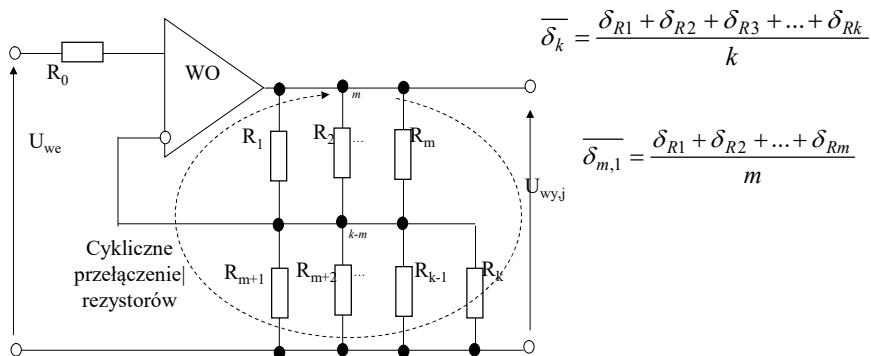 WO
R₀
m
R₁
R₂
...
Rₘ
Uwe
Uwy,j
k-m
Cykliczne
przełączenie|
rezystorów
Rₘ₊₁
Rₘ₊₂
...
Rk-1
Rk
δk = (δR1 + δR2 + δR3 + ... + δRk) / k
δm,1 = (δR1 + δR2 + ... + δRm) / m